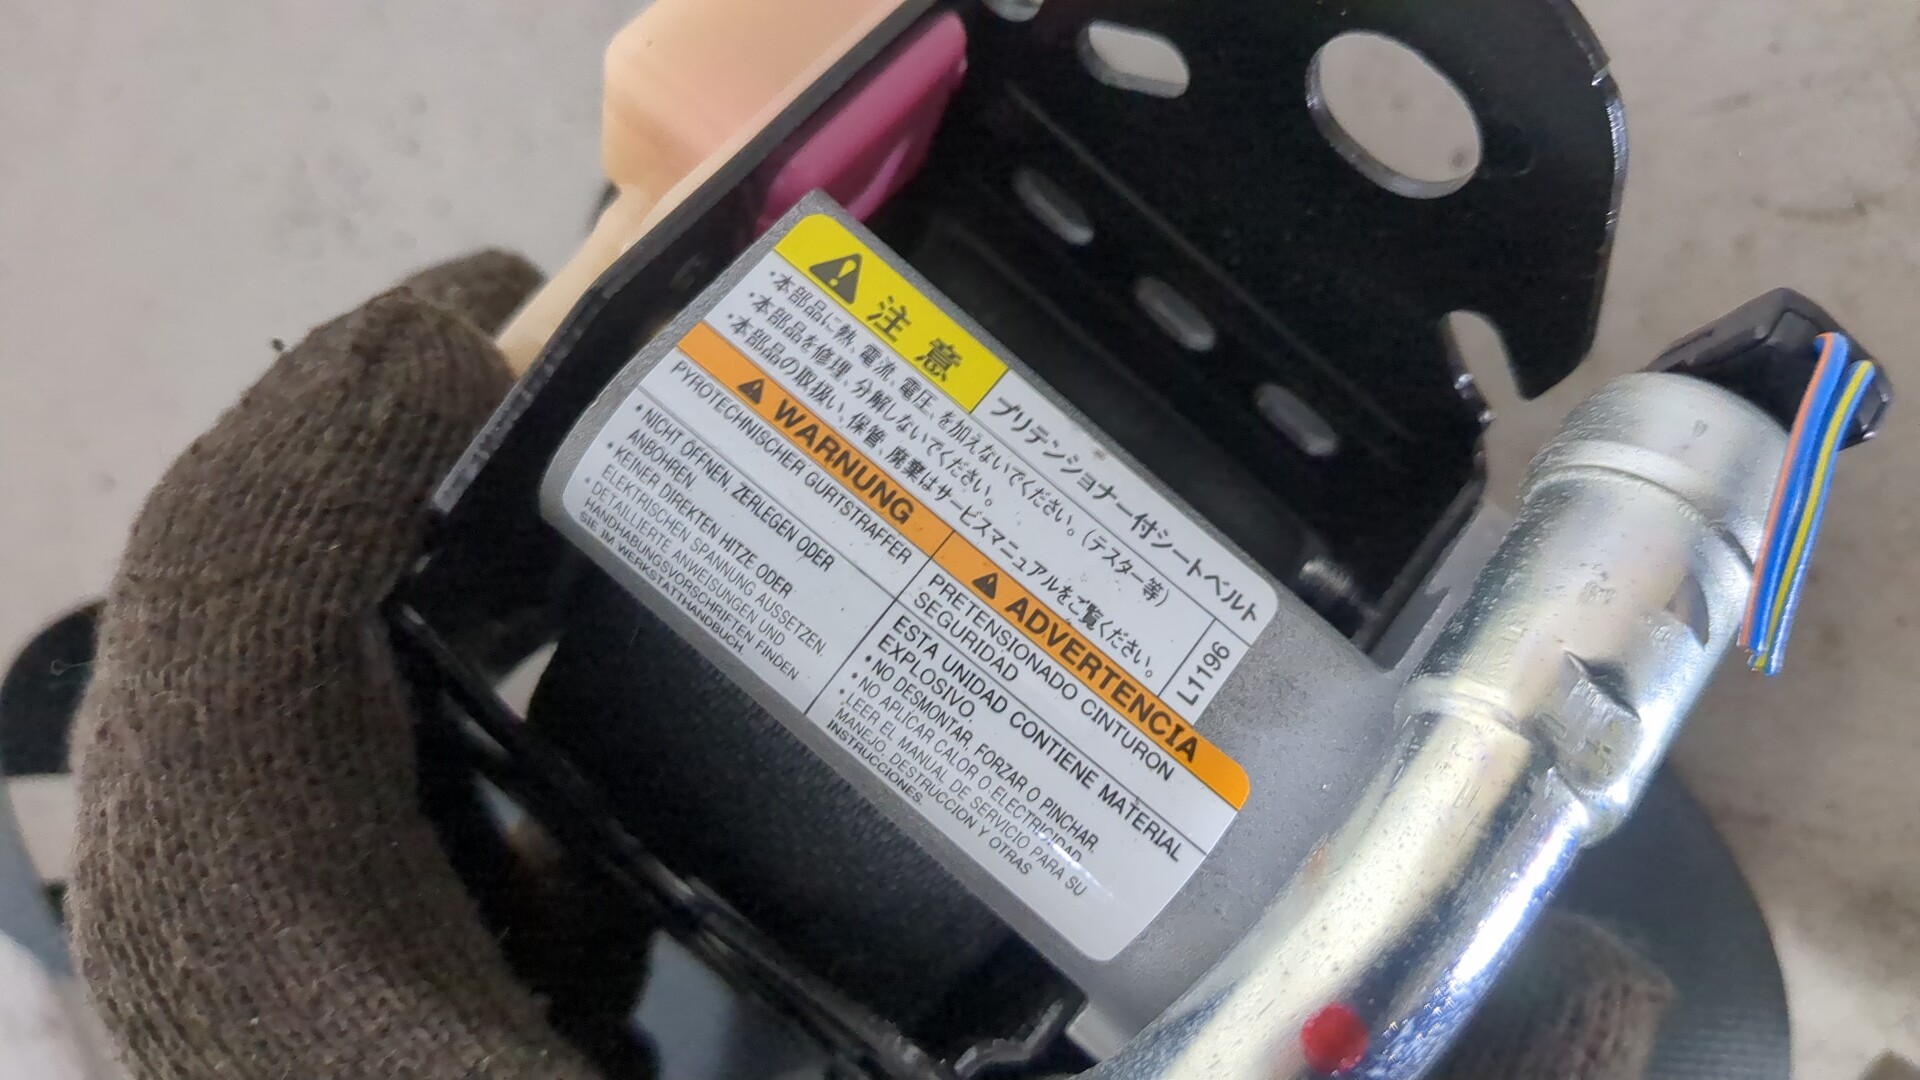 注意
プリテンショナー付シートベルト
・本部品に熱、電流、電圧、を加えないでください。(テスター等)
・本部品を修理、分解しないでください。
・本部品の取扱い、保管、廃棄はサービスマニュアルをご覧ください。
L1196
WARNUNG
PYROTECHNISCHER GURTSTRAFFER
• NICHT ÖFFNEN, ZERLEGEN ODER
ANBOHREN.
• KEINER DIREKTEN HITZE ODER
ELEKTRISCHEN SPANNUNG AUSSETZEN.
• DETAILLIERTE ANWEISUNGEN UND
HANDHABUNGSVORSCHRIFTEN FINDEN
SIE IM WERKSTATTHANDBUCH.
ADVERTENCIA
PRETENSIONADO CINTURON
SEGURIDAD
ESTA UNIDAD CONTIENE MATERIAL
EXPLOSIVO.
• NO DESMONTAR, FORZAR O PINCHAR.
• NO APLICAR CALOR O ELECTRICIDAD.
• LEER EL MANUAL DE SERVICIO PARA SU
MANEJO, DESTRUCCION Y OTRAS
INSTRUCCIONES.